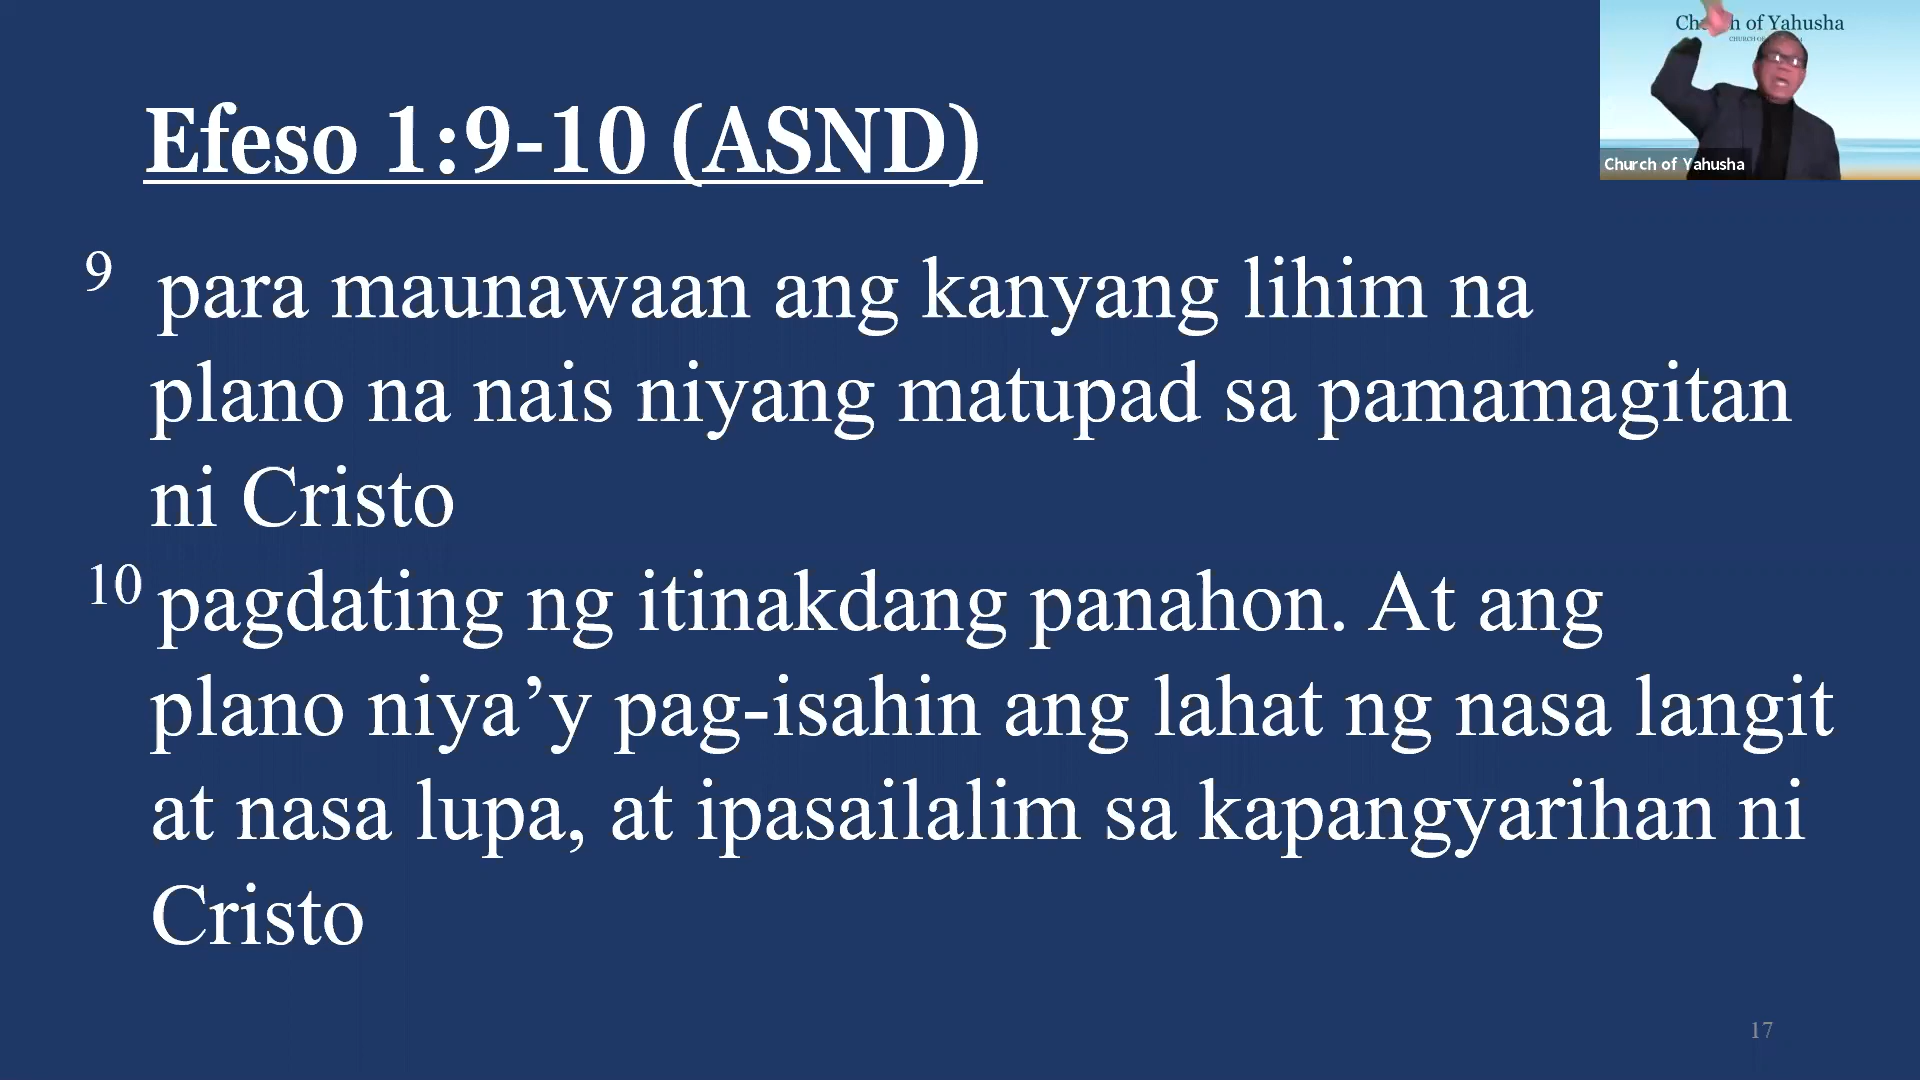 Efeso 1:9-10 (ASND)
9 para maunawaan ang kanyang lihim na
plano na nais niyang matupad sa pamamagitan
ni Cristo
10 pagdating ng itinakdang panahon. At ang
plano niya’y pag-isahin ang lahat ng nasa langit
at nasa lupa, at ipasailalim sa kapangyarihan ni
Cristo
17
of Yahusha
Church of Yahusha